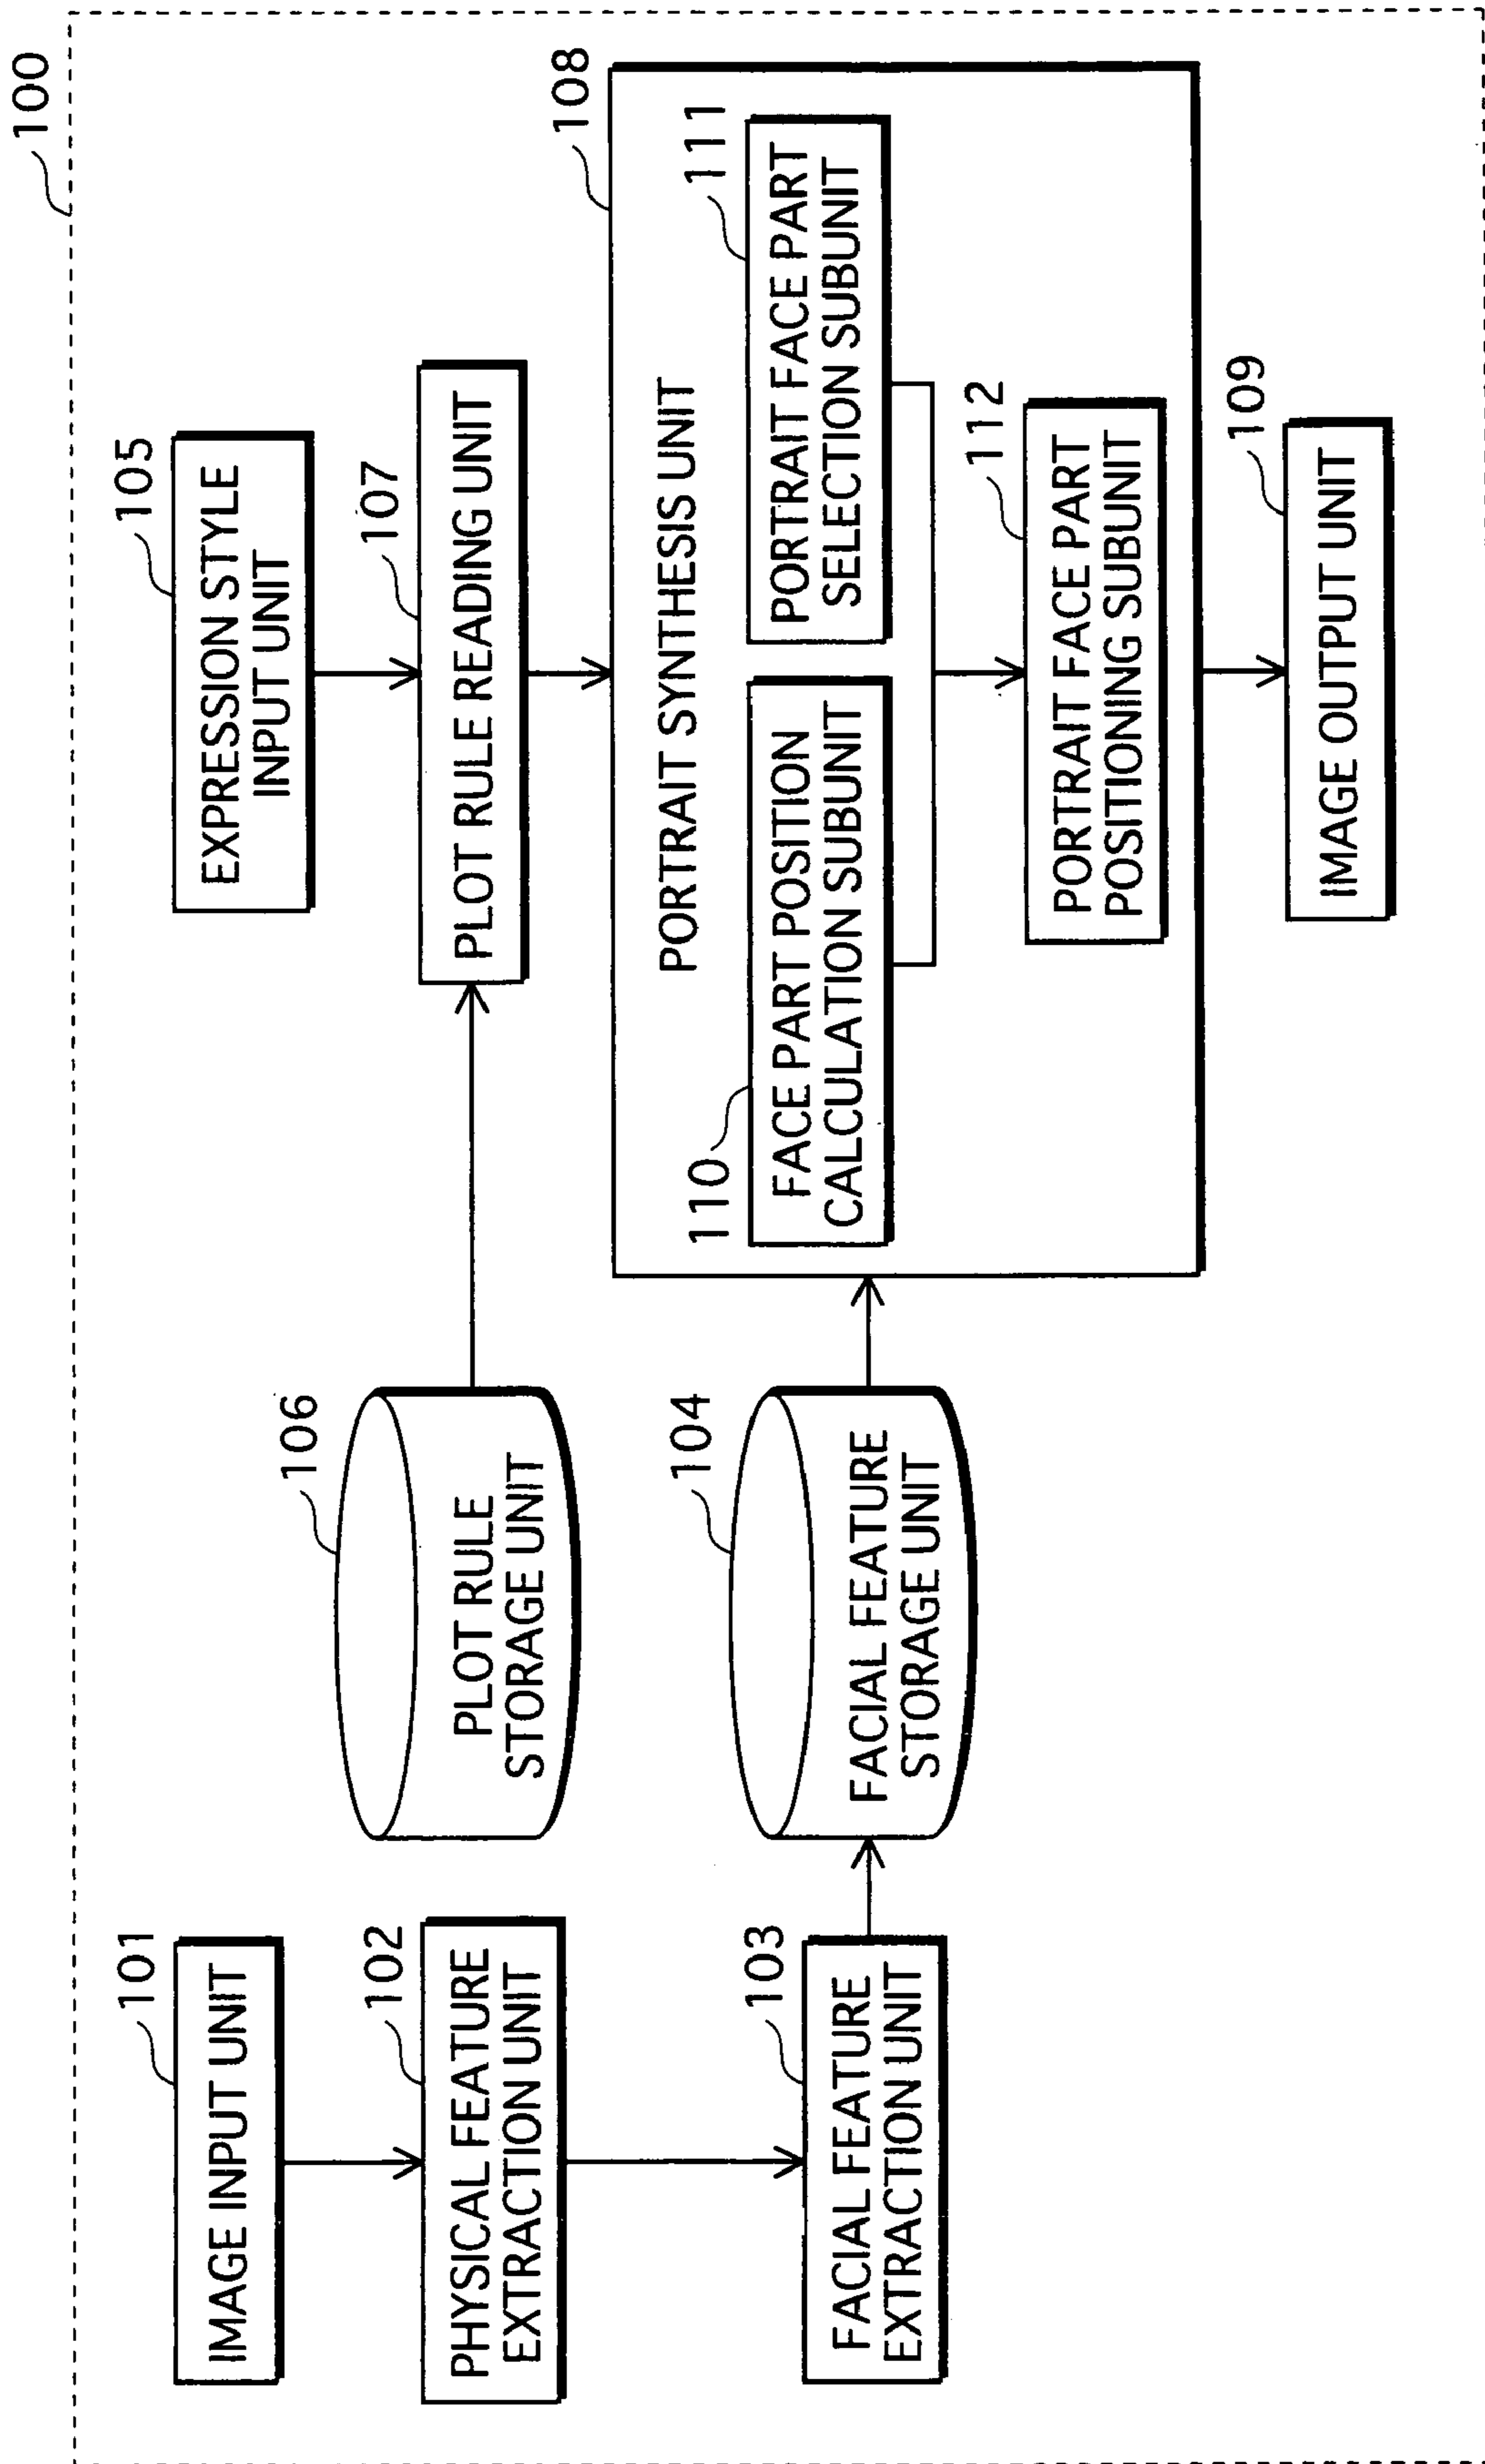 100
101
IMAGE INPUT UNIT
102
PHYSICAL FEATURE
EXTRACTION UNIT
103
FACIAL FEATURE
EXTRACTION UNIT
106
PLOT RULE
STORAGE UNIT
104
FACIAL FEATURE
STORAGE UNIT
105
EXPRESSION STYLE
INPUT UNIT
107
PLOT RULE READING UNIT
108
PORTRAIT SYNTHESIS UNIT
110
FACE PART POSITION
CALCULATION SUBUNIT
111
PORTRAIT FACE PART
SELECTION SUBUNIT
112
PORTRAIT FACE PART
POSITIONING SUBUNIT
109
IMAGE OUTPUT UNIT